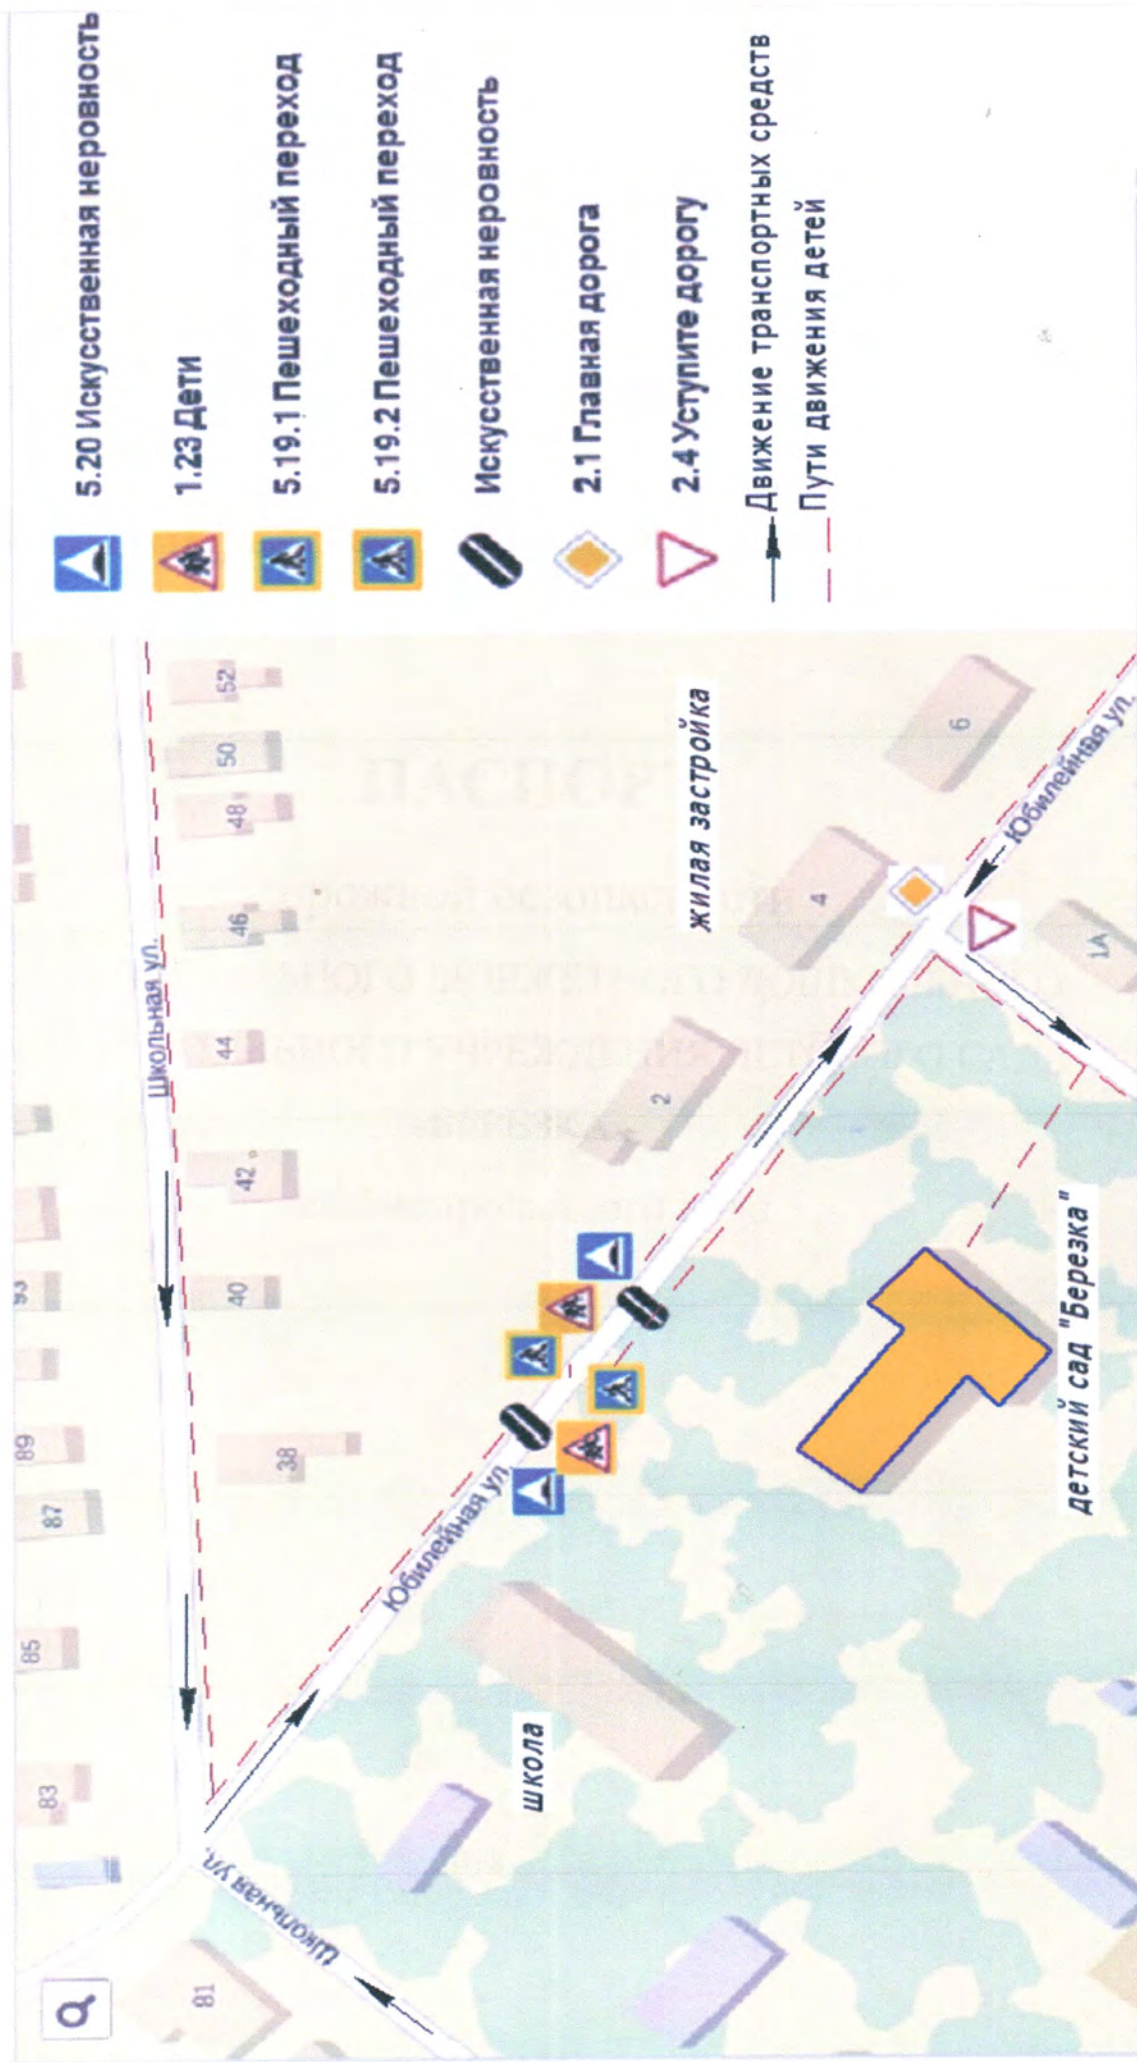 5.20 Искусственная неровность
1.23 Дети
5.19.1 Пешеходный переход
5.19.2 Пешеходный переход
Искусственная неровность
2.1 Главная дорога
2.4 Уступите дорогу
Движение транспортных средств
Пути движения детей
81
83
85
87
89
93
38
40
42
44
46
48
50
52
Школьная ул.
Школьная ул.
Юбилейная ул.
Юбилейная ул.
школа
жилая застройка
2
4
6
1А
детский сад "Березка"
ПАСПОР